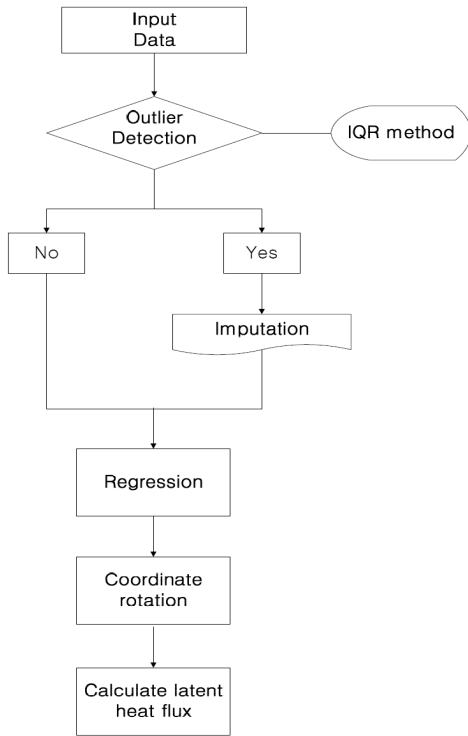 Input
Data
Outlier
Detection
IQR method
No
Yes
Imputation
Regression
Coordinate
rotation
Calculate latent
heat flux